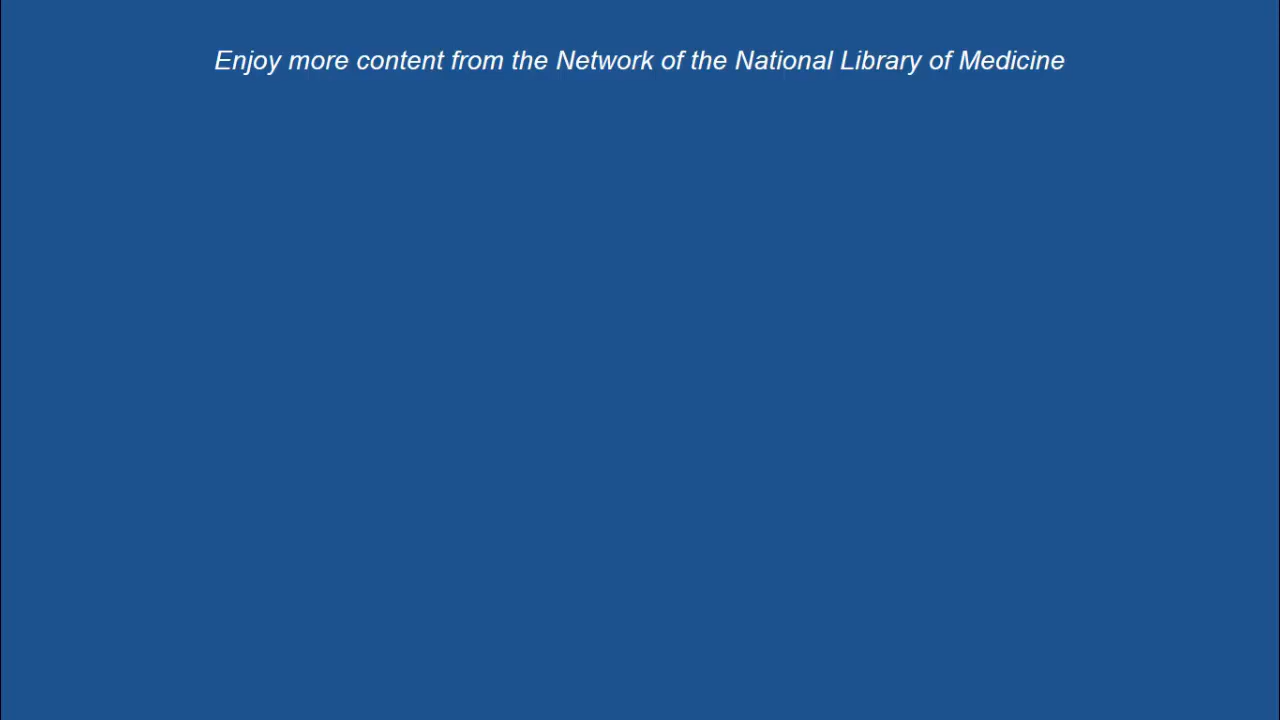 Enjoy more content from the Network of the National Library of Medicine